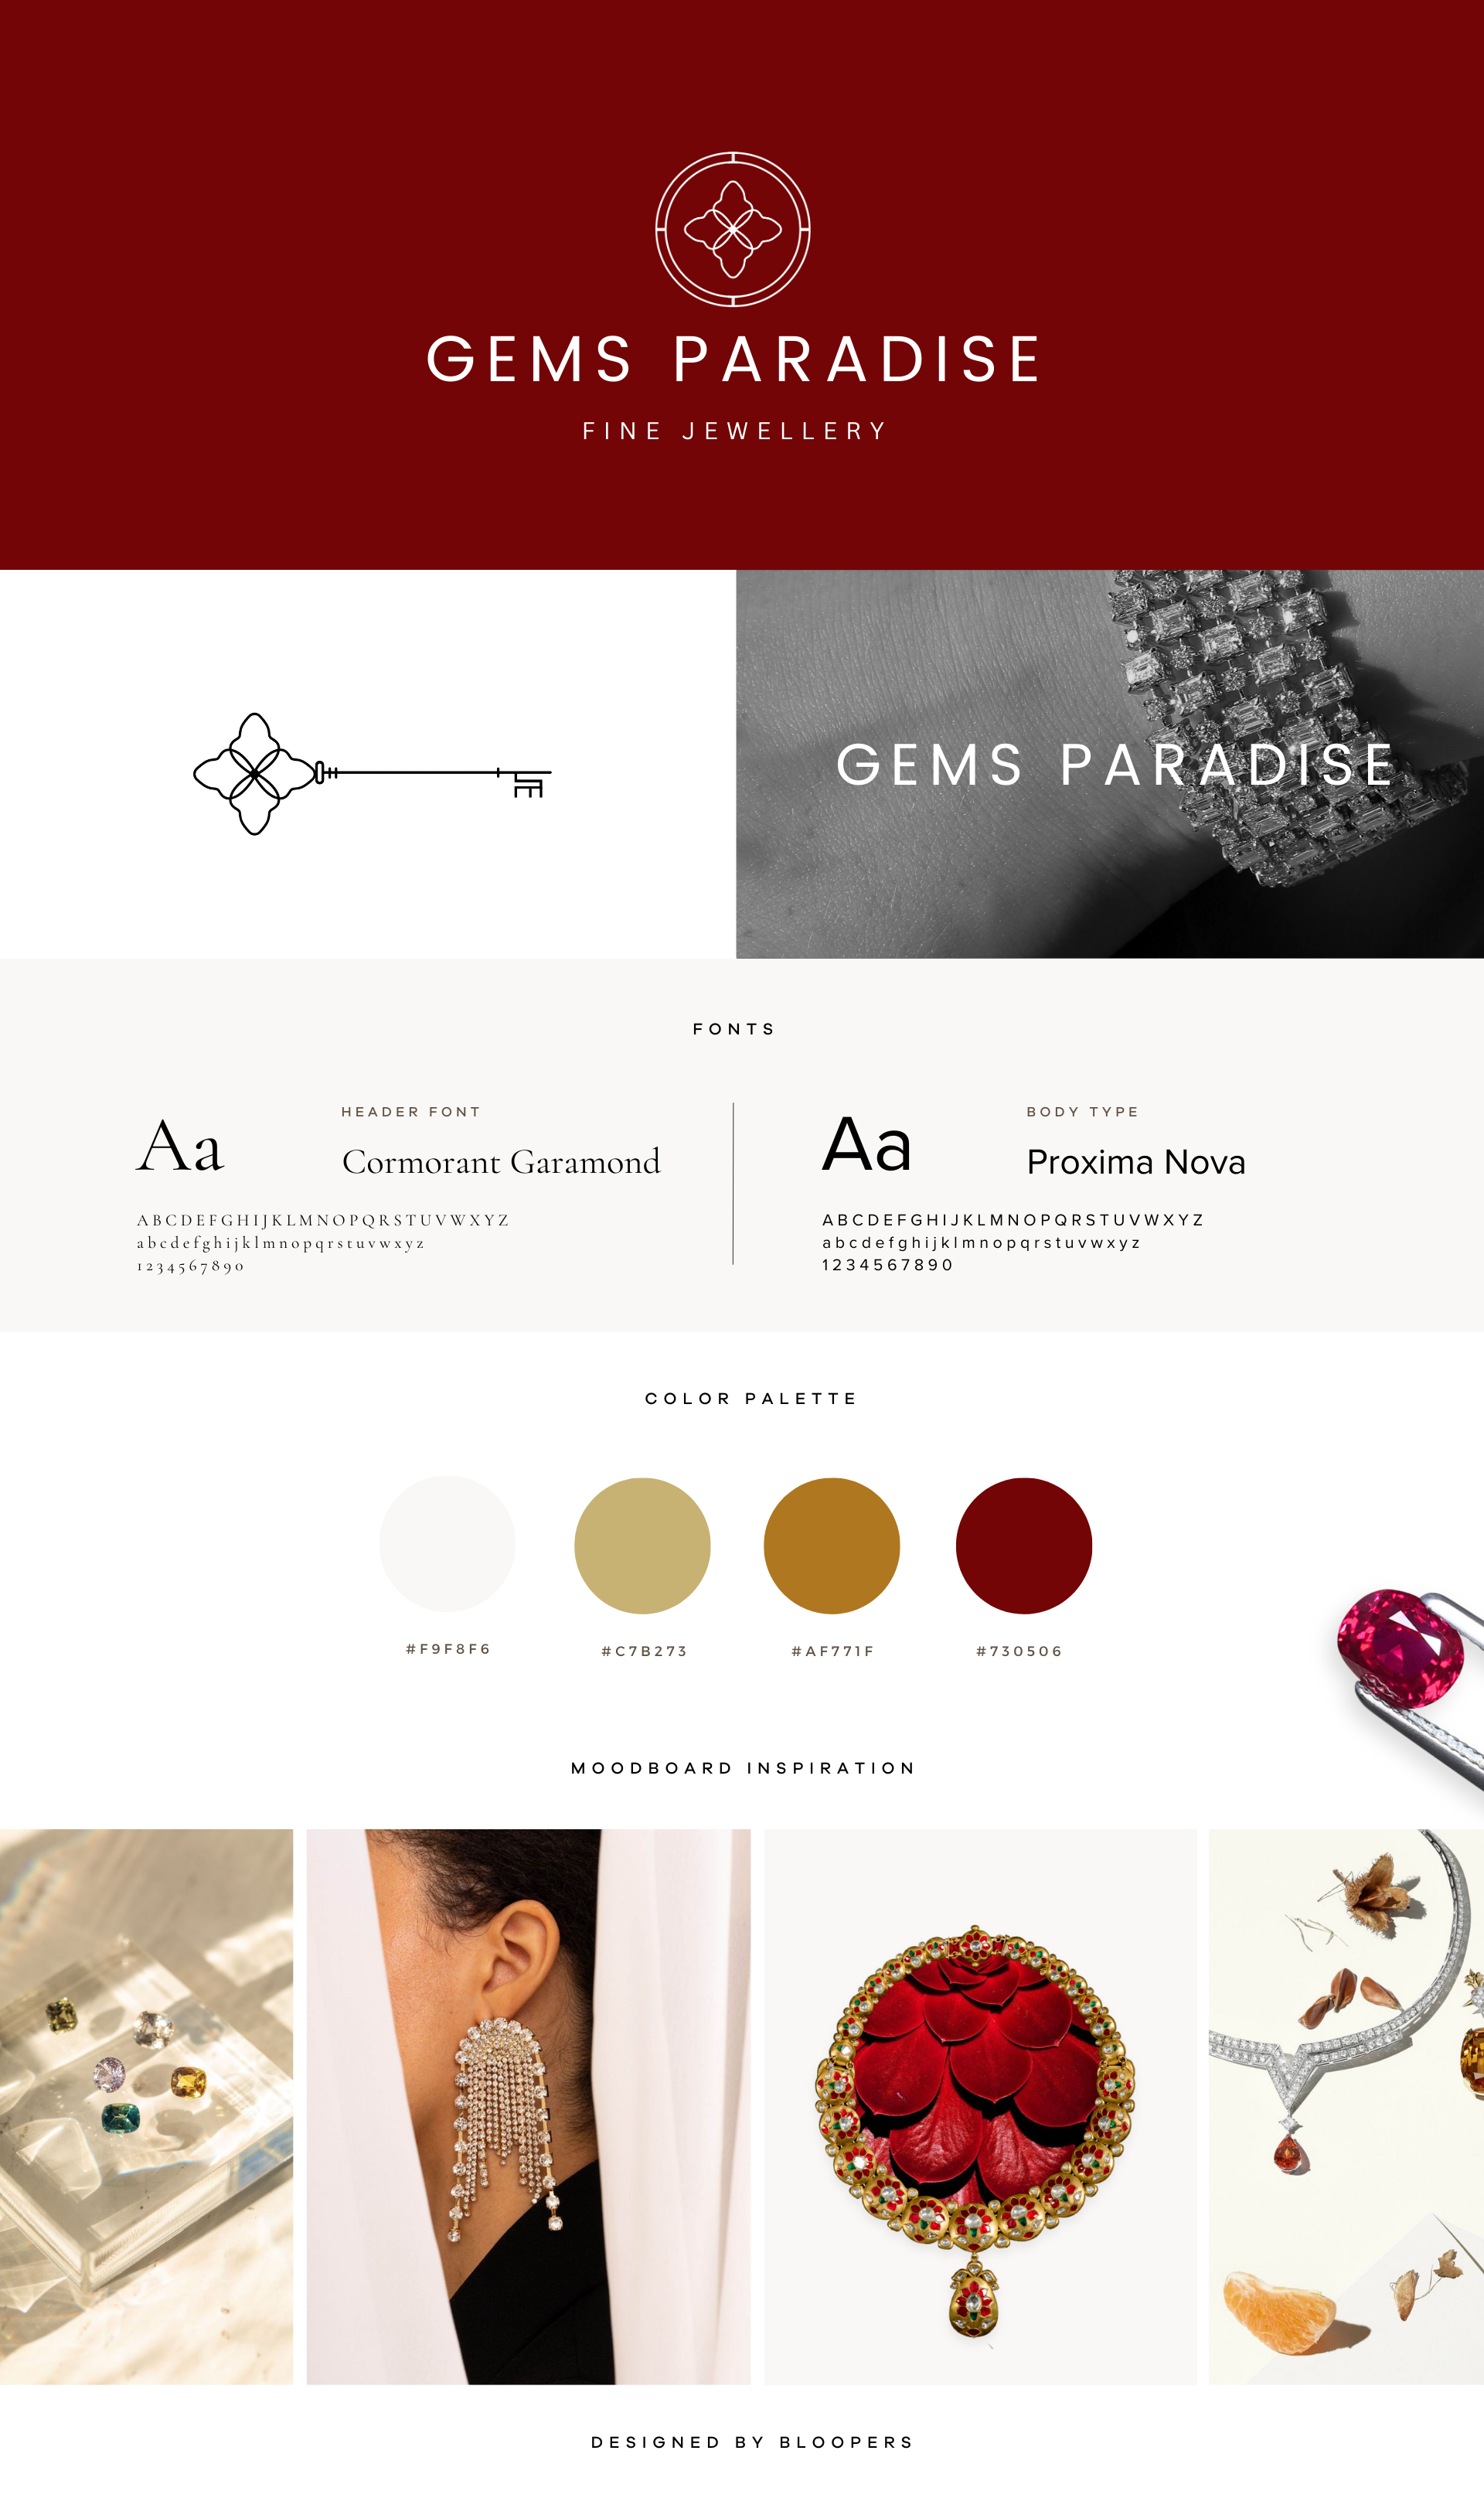 GEMS PARADISE
FINE JEWELLERY
GEMS PARADISE
FONTS
Aa
HEADER FONT
Cormorant Garamond
ABCDEFGHIJKLMNOPQRSTUVWXYZ
abcdefghijklmnopqrstuvwxyz
1234567890
Aa
BODY TYPE
Proxima Nova
ABCDEFGHIJKLMNOPQRSTUVWXYZ
abcdefghijklmnopqrstuvwxyz
1234567890
COLOR PALETTE
#F9F8F6
#C7B273
#AF771F
#730506
MOODBOARD INSPIRATION
DESIGNED BY BLOOPERS